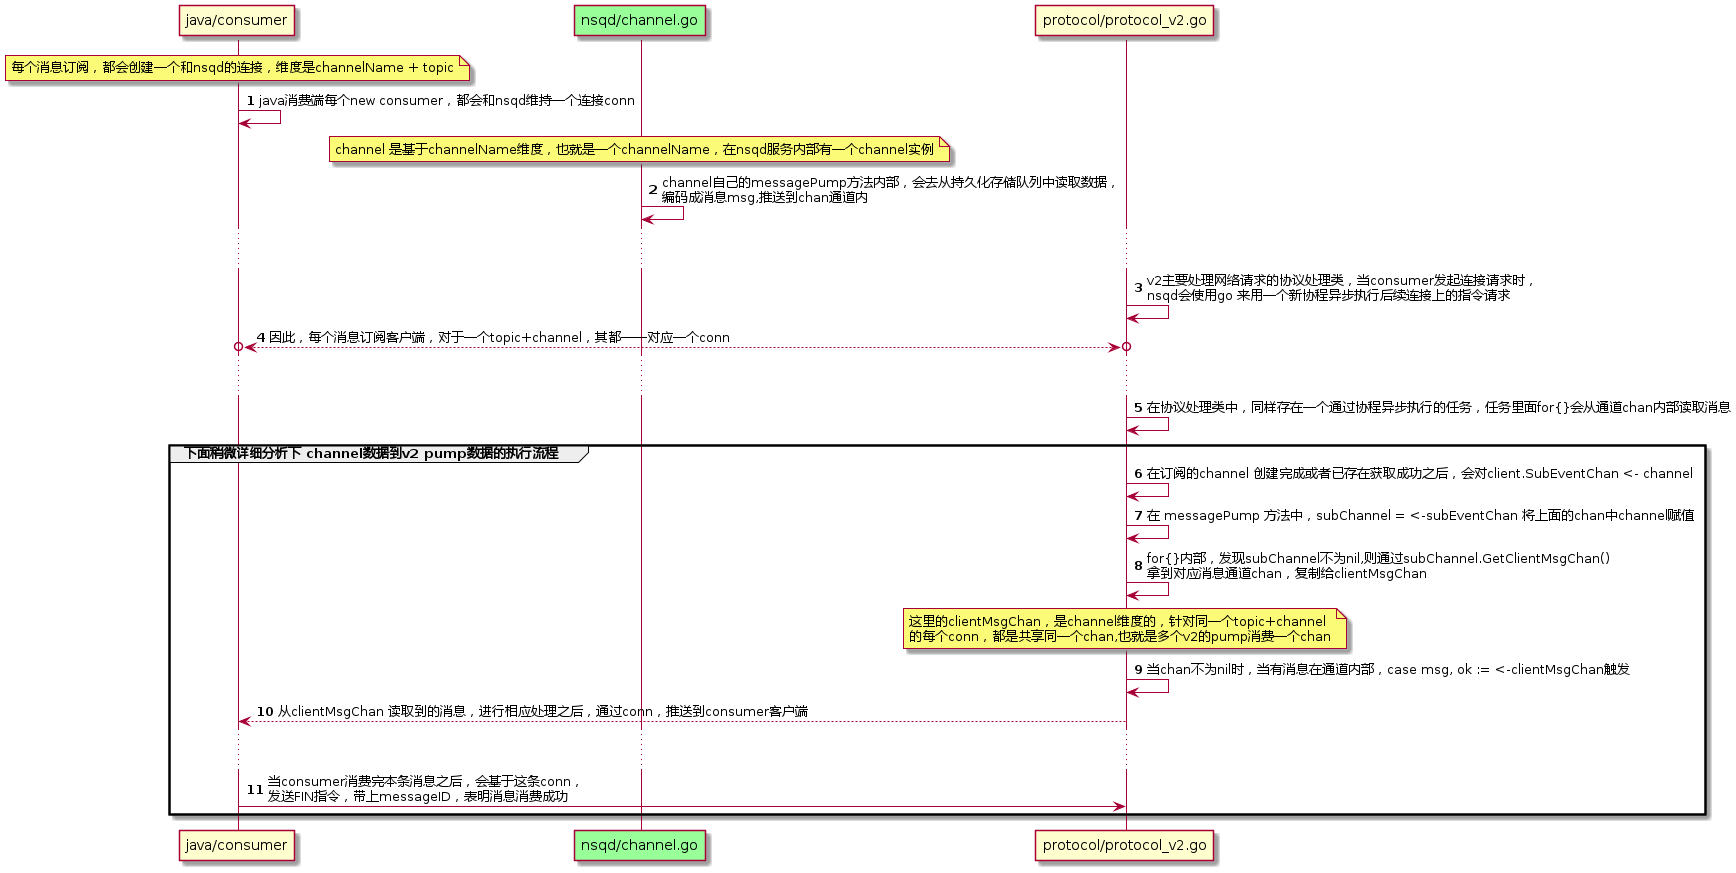 java/consumer
nsqd/channel.go
protocol/protocol_v2.go
每个消息订阅，都会创建一个和nsqd的连接，维度是channelName + topic
1 java消费端每个new consumer，都会和nsqd维持一个连接conn
channel 是基于channelName维度，也就是一个channelName，在nsqd服务内部有一个channel实例
2 channel自己的messagePump方法内部，会去从持久化存储队列中读取数据，
编码成消息msg,推送到chan通道内
3 v2主要处理网络请求的协议处理类，当consumer发起连接请求时，
nsqd会使用go 来用一个新协程异步执行后续连接上的指令请求
4 因此，每个消息订阅客户端，对于一个topic+channel，其都一一对应一个conn
5 在协议处理类中，同样存在一个通过协程异步执行的任务，任务里面for{}会从通道chan内部读取消息
下面稍微详细分析下 channel数据到v2 pump数据的执行流程
6 在订阅的channel 创建完成或者已存在获取成功之后，会对client.SubEventChan <- channel
7 在 messagePump 方法中，subChannel = <-subEventChan 将上面的chan中channel赋值
8 for{}内部，发现subChannel不为nil,则通过subChannel.GetClientMsgChan()
拿到对应消息通道chan，复制给clientMsgChan
这里的clientMsgChan，是channel维度的，针对同一个topic+channel
的每个conn，都是共享同一个chan,也就是多个v2的pump消费一个chan
9 当chan不为nil时，当有消息在通道内部，case msg, ok := <-clientMsgChan触发
10 从clientMsgChan 读取到的消息，进行相应处理之后，通过conn，推送到consumer客户端
11 当consumer消费完本条消息之后，会基于这条conn，
发送FIN指令，带上messageID，表明消息消费成功
java/consumer
nsqd/channel.go
protocol/protocol_v2.go